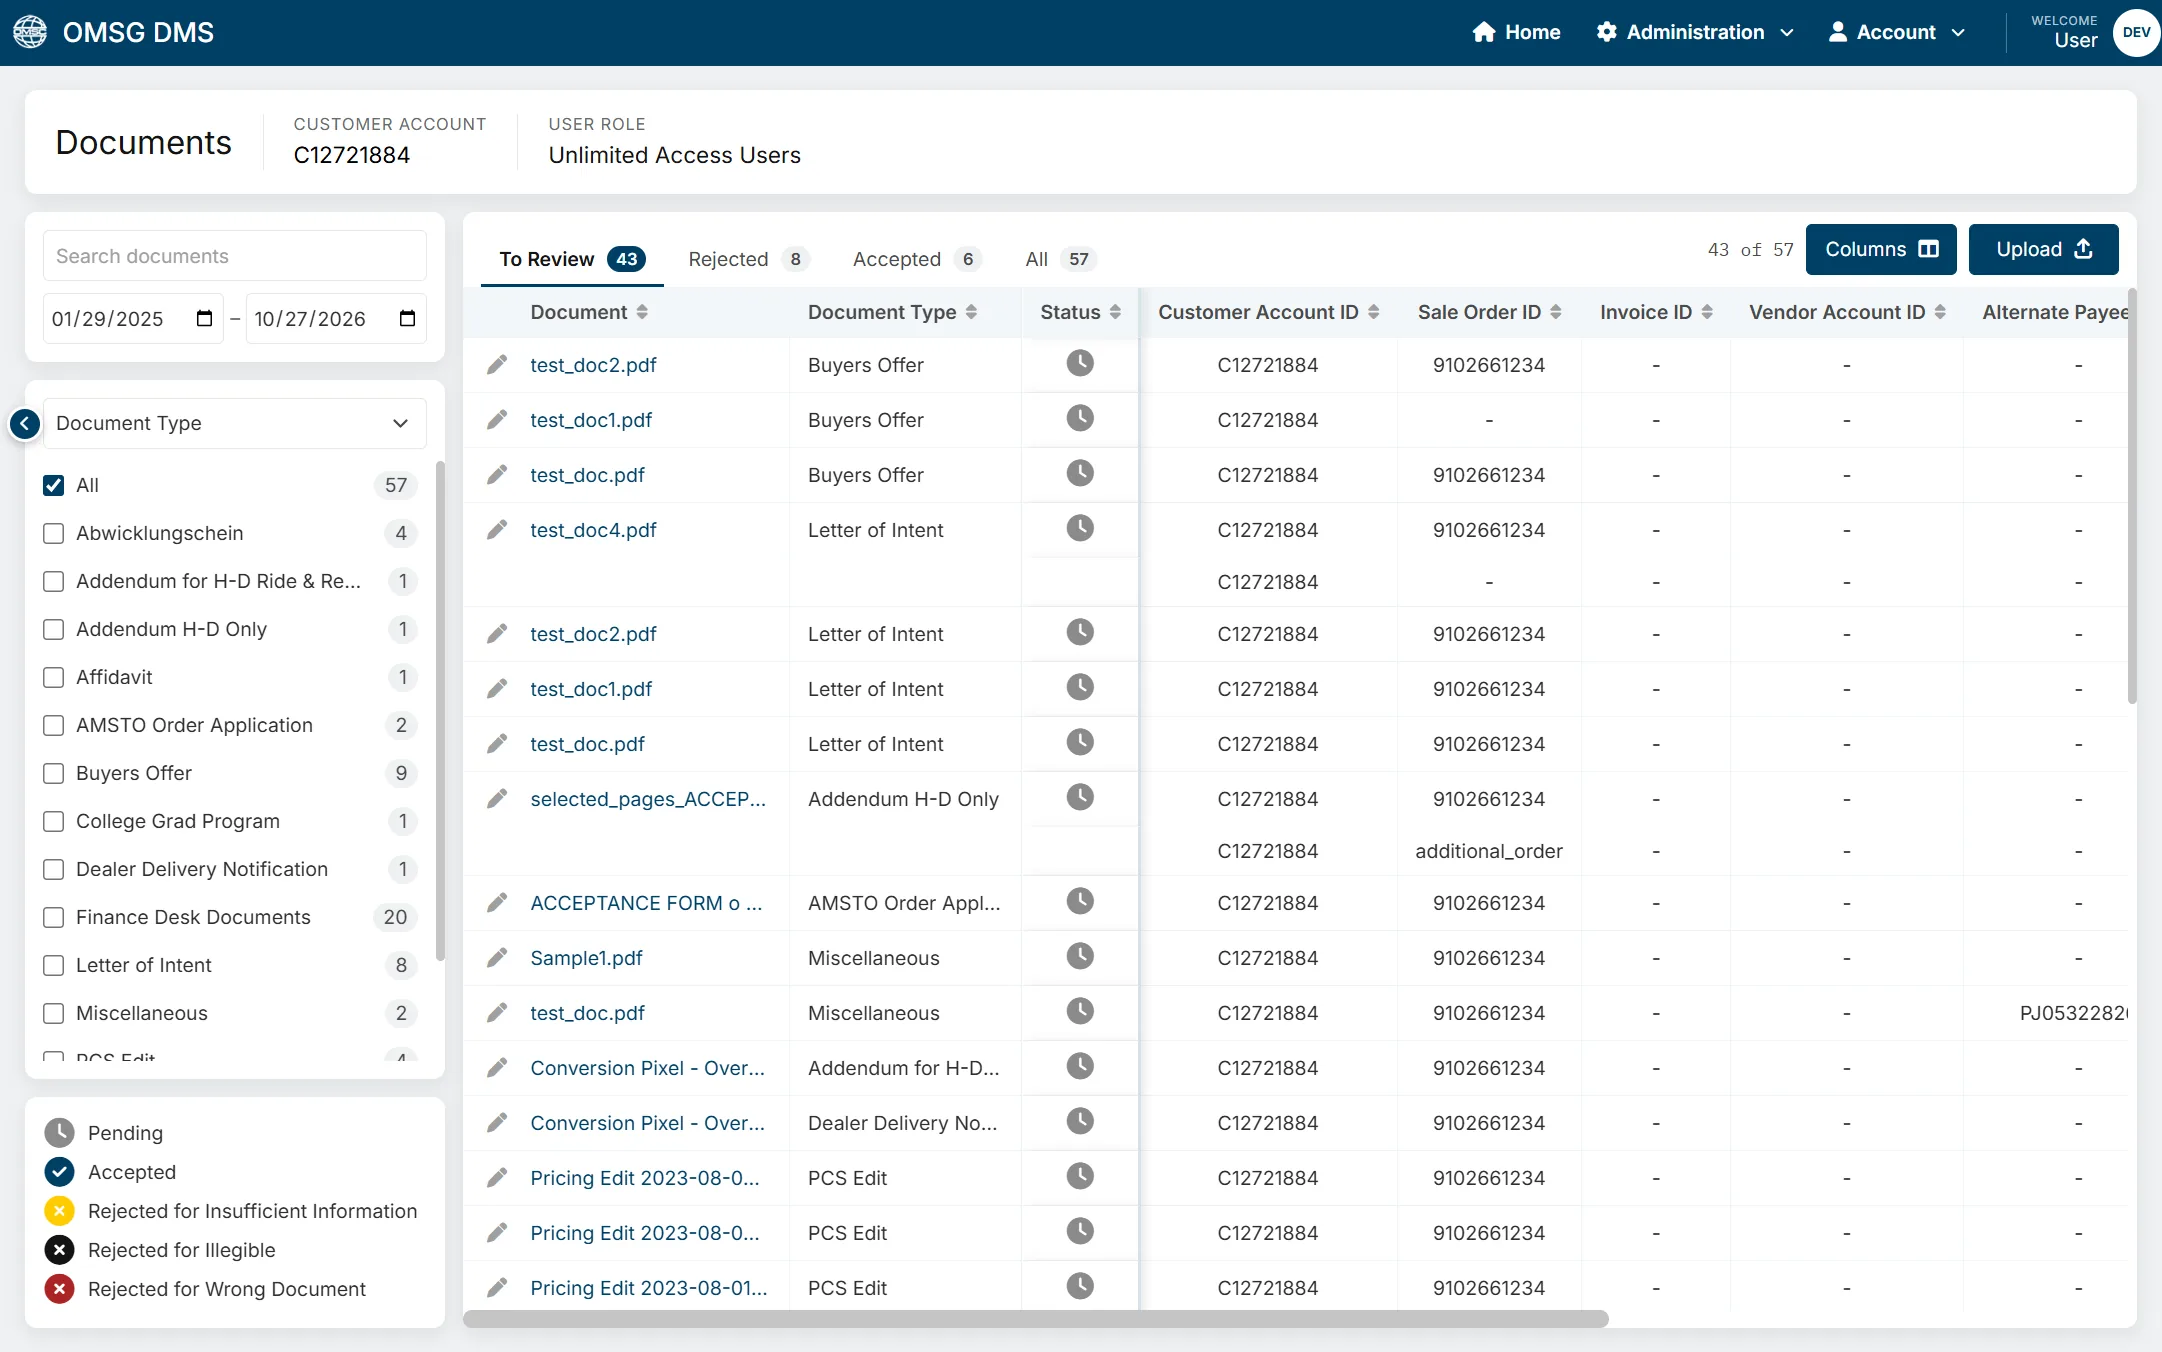 OMSG DMS
Home
Administration
Account
WELCOME
User
DEV
Documents
CUSTOMER ACCOUNT
C12721884
USER ROLE
Unlimited Access Users
Search documents
01/29/2025 – 10/27/2026
Document Type
All 57
Abwicklungschein 4
Addendum for H-D Ride & Re... 1
Addendum H-D Only 1
Affidavit 1
AMSTO Order Application 2
Buyers Offer 9
College Grad Program 1
Dealer Delivery Notification 1
Finance Desk Documents 20
Letter of Intent 8
Miscellaneous 2
PCS Edit 4
Pending
Accepted
Rejected for Insufficient Information
Rejected for Illegible
Rejected for Wrong Document
To Review 43 Rejected 8 Accepted 6 All 57
43 of 57
Columns
Upload
Document Document Type Status Customer Account ID Sale Order ID Invoice ID Vendor Account ID Alternate Payee
test_doc2.pdf Buyers Offer C12721884 9102661234 - - -
test_doc1.pdf Buyers Offer C12721884 - - - -
test_doc.pdf Buyers Offer C12721884 9102661234 - - -
test_doc4.pdf Letter of Intent C12721884 9102661234 - - -
C12721884 - - - -
test_doc2.pdf Letter of Intent C12721884 9102661234 - - -
test_doc1.pdf Letter of Intent C12721884 9102661234 - - -
test_doc.pdf Letter of Intent C12721884 9102661234 - - -
selected_pages_ACCEP... Addendum H-D Only C12721884 9102661234 - - -
C12721884 additional_order - - -
ACCEPTANCE FORM o ... AMSTO Order Appl... C12721884 9102661234 - - -
Sample1.pdf Miscellaneous C12721884 9102661234 - - -
test_doc.pdf Miscellaneous C12721884 9102661234 - - PJ0532282
Conversion Pixel - Over... Addendum for H-D... C12721884 9102661234 - - -
Conversion Pixel - Over... Dealer Delivery No... C12721884 9102661234 - - -
Pricing Edit 2023-08-0... PCS Edit C12721884 9102661234 - - -
Pricing Edit 2023-08-0... PCS Edit C12721884 9102661234 - - -
Pricing Edit 2023-08-01... PCS Edit C12721884 9102661234 - - -